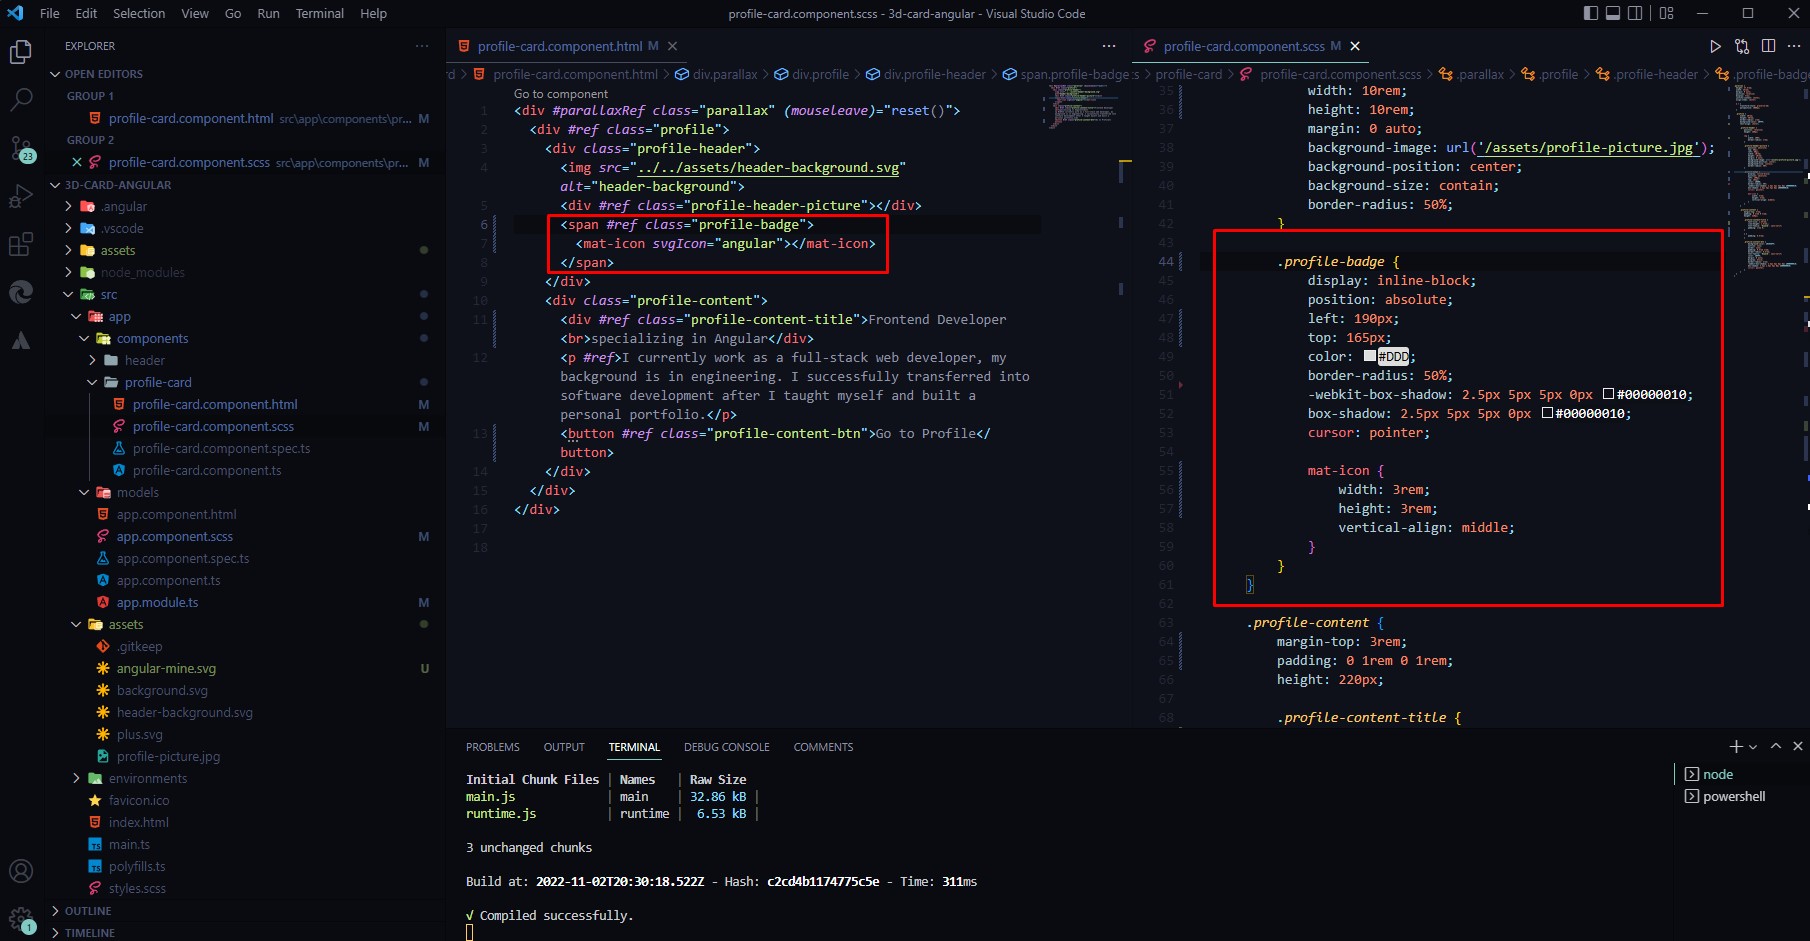 File Edit Selection View Go Run Terminal Help
profile-card.component.scss - 3d-card-angular - Visual Studio Code
EXPLORER
OPEN EDITORS
GROUP 1
profile-card.component.html src\app\components\pr... M
GROUP 2
profile-card.component.scss src\app\components\pr... M
3D-CARD-ANGULAR
.angular
.vscode
assets
node_modules
src
app
components
header
profile-card
profile-card.component.html M
profile-card.component.scss M
profile-card.component.spec.ts
profile-card.component.ts
models
app.component.html
app.component.scss M
app.component.spec.ts
app.component.ts
app.module.ts M
assets
.gitkeep
angular-mine.svg U
background.svg
header-background.svg
plus.svg
profile-picture.jpg
environments
favicon.ico
index.html
main.ts
polyfills.ts
styles.scss
OUTLINE
TIMELINE
23
1
profile-card.component.html M
rd > profile-card.component.html > div.parallax > div.profile > div.profile-header > span.profile-badge
Go to component
1 <div #parallaxRef class="parallax" (mouseleave)="reset()">
2 <div #ref class="profile">
3 <div class="profile-header">
4 <img src="../../assets/header-background.svg"
alt="header-background">
5 <div #ref class="profile-header-picture"></div>
6 <span #ref class="profile-badge">
7 <mat-icon svgIcon="angular"></mat-icon>
8 </span>
9 </div>
10 <div class="profile-content">
11 <div #ref class="profile-content-title">Frontend Developer
<br>specializing in Angular</div>
12 <p #ref>I currently work as a full-stack web developer, my
background is in engineering. I successfully transferred into
software development after I taught myself and built a
personal portfolio.</p>
13 <button #ref class="profile-content-btn">Go to Profile</
button>
14 </div>
15 </div>
16 </div>
17
18
profile-card.component.scss M
s > profile-card > profile-card.component.scss > .parallax > .profile > .profile-header > .profile-badg
35 width: 10rem;
36 height: 10rem;
37 margin: 0 auto;
38 background-image: url('/assets/profile-picture.jpg');
39 background-position: center;
40 background-size: contain;
41 border-radius: 50%;
42 }
43
44 .profile-badge {
45 display: inline-block;
46 position: absolute;
47 left: 190px;
48 top: 165px;
49 color: #DDD;
50 border-radius: 50%;
51 -webkit-box-shadow: 2.5px 5px 5px 0px #00000010;
52 box-shadow: 2.5px 5px 5px 0px #00000010;
53 cursor: pointer;
54
55 mat-icon {
56 width: 3rem;
57 height: 3rem;
58 vertical-align: middle;
59 }
60 }
61 }
62
63 .profile-content {
64 margin-top: 3rem;
65 padding: 0 1rem 0 1rem;
66 height: 220px;
67
68 .profile-content-title {
PROBLEMS OUTPUT TERMINAL DEBUG CONSOLE COMMENTS
Initial Chunk Files | Names | Raw Size
main.js | main | 32.86 kB |
runtime.js | runtime | 6.53 kB |
3 unchanged chunks
Build at: 2022-11-02T20:30:18.522Z - Hash: c2cd4b1174775c5e - Time: 311ms
√ Compiled successfully.
node
powershell